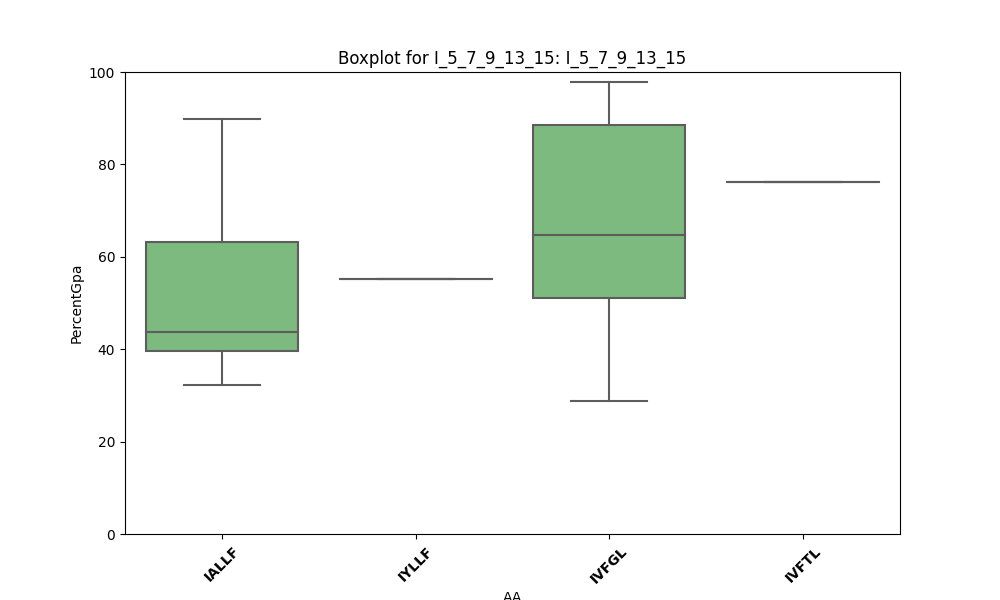 Boxplot for I_5_7_9_13_15: I_5_7_9_13_15
100
80
60
40
20
0
PercentGpa
IALLF
IYLLF
IVFGL
IVFTL
AA